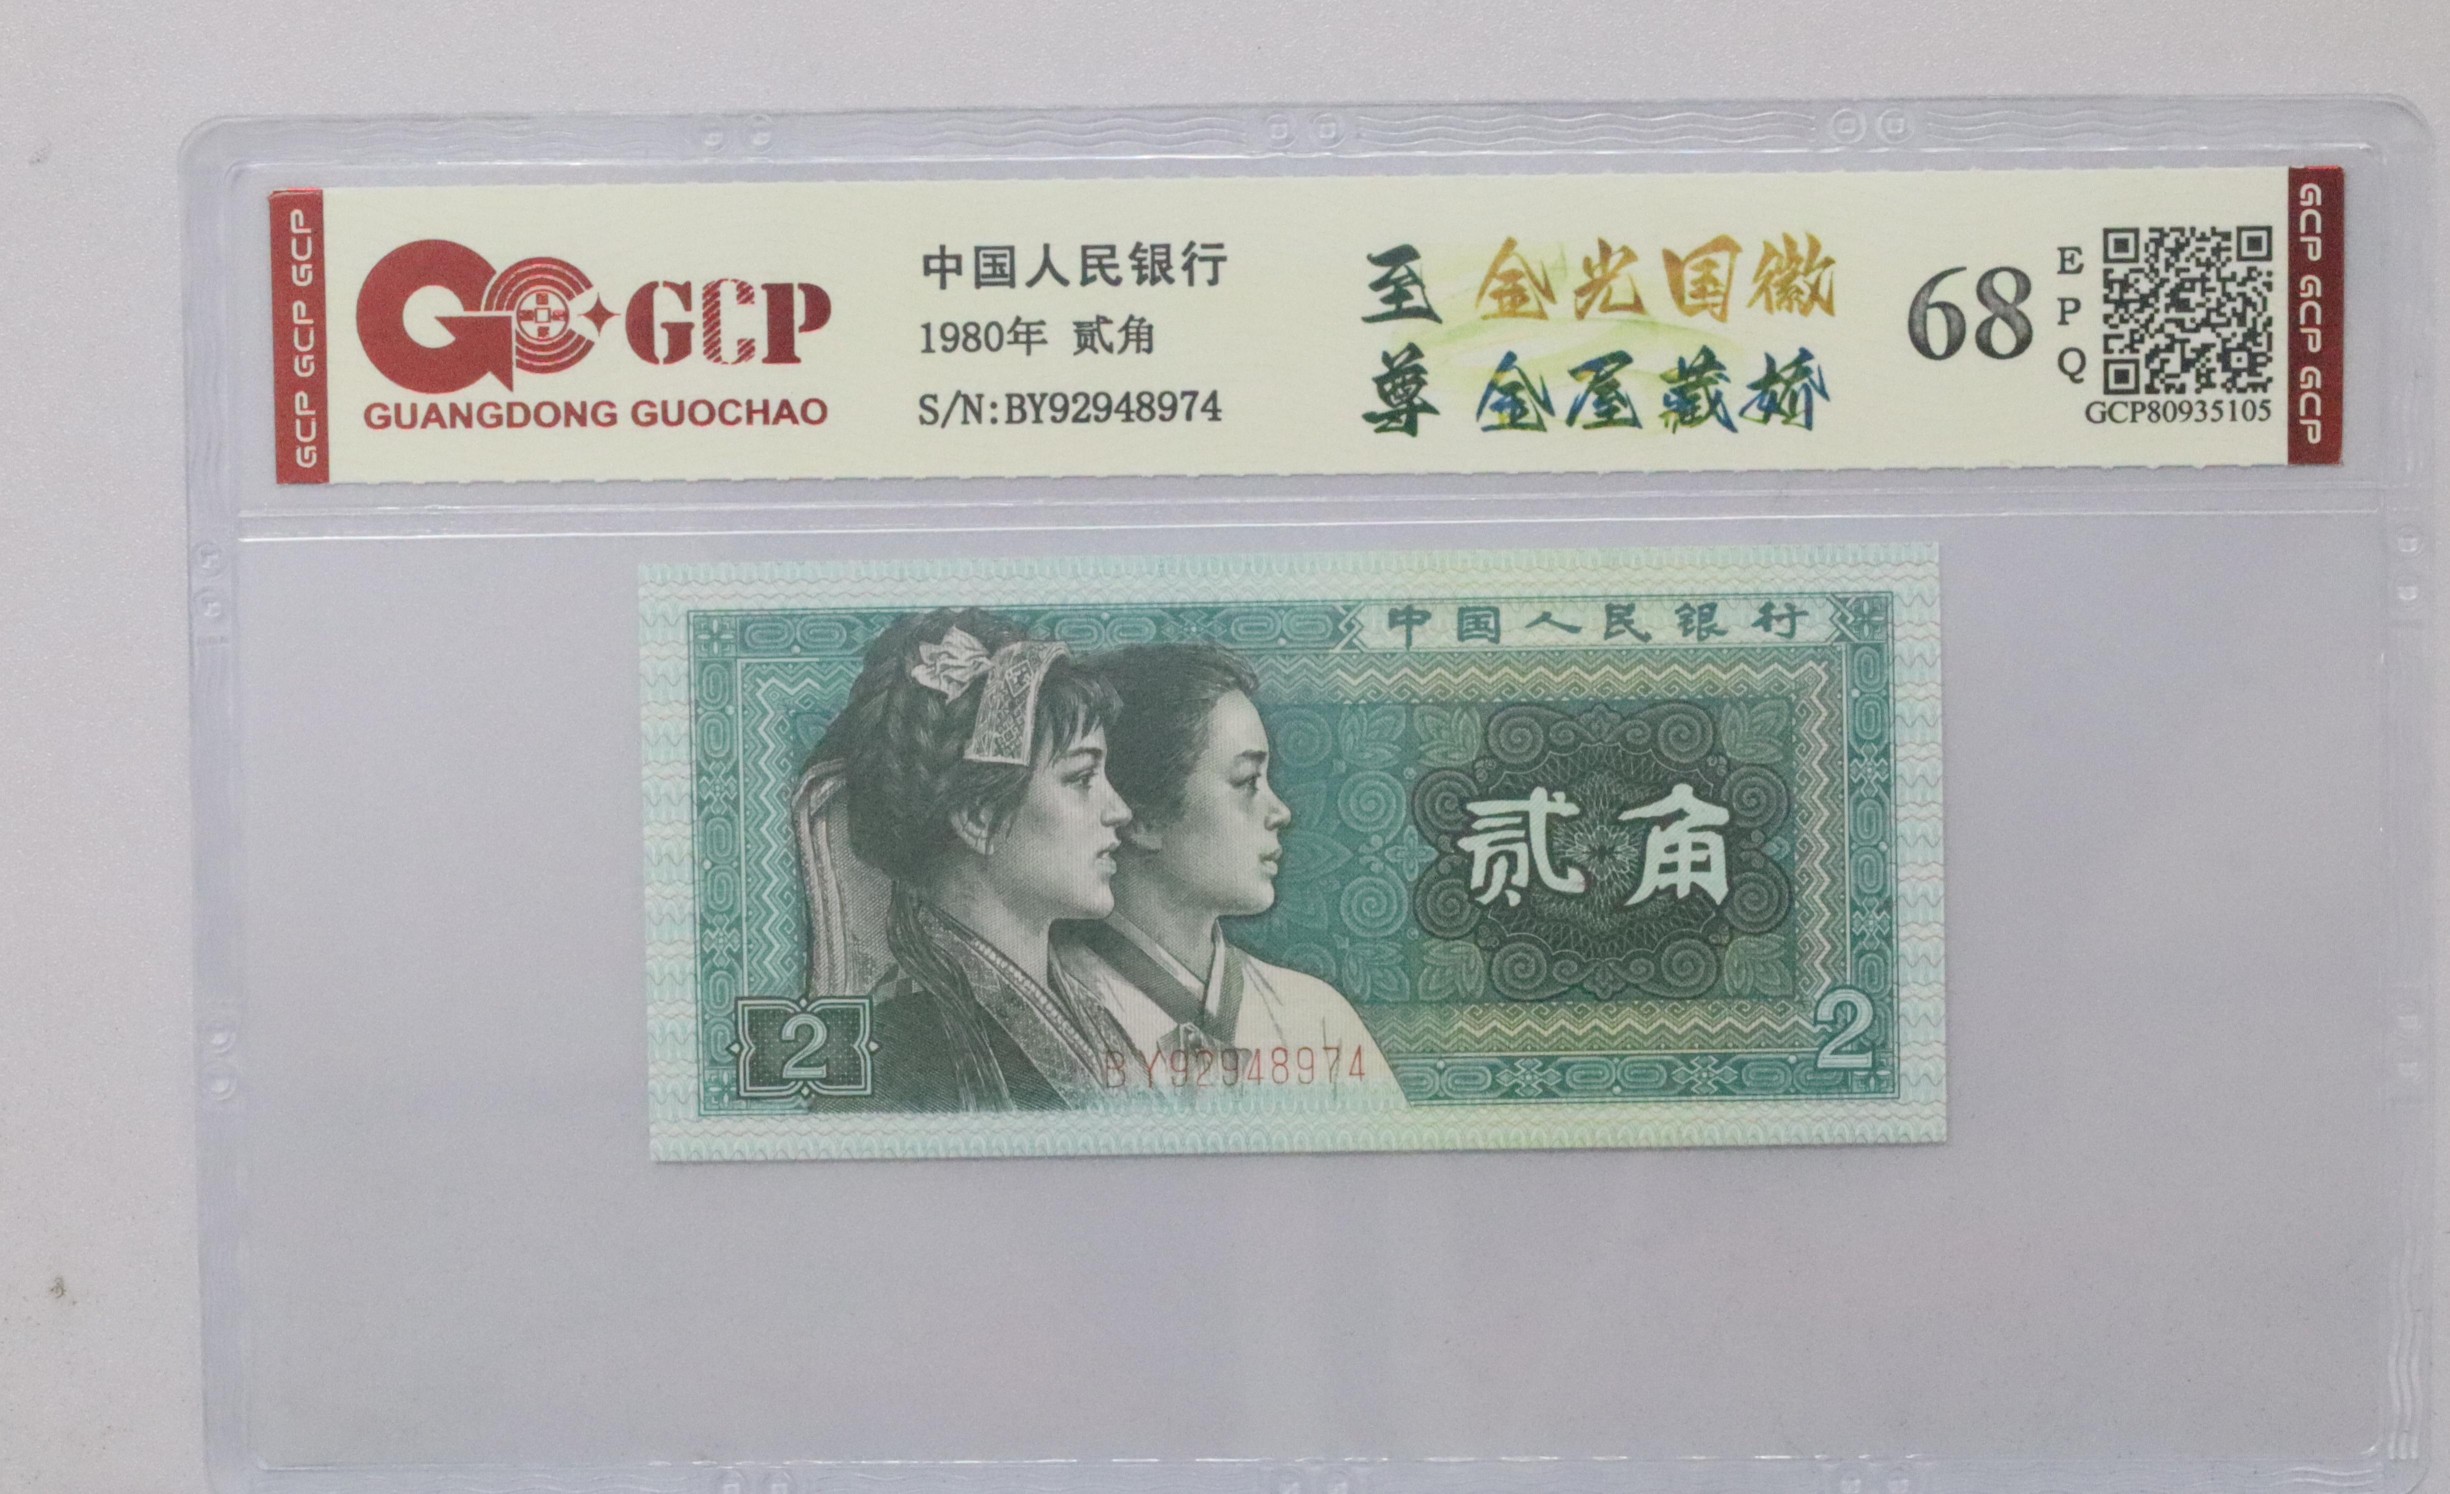 GCP GCP GCP
GCP
GUANGDONG GUOCHAO
中国人民银行
1980年 贰角
S/N:BY92948974
至尊
金光国徽
金屋藏娇
68
EPQ
GCP80935105
GCP GCP GCP
中国人民银行
贰角
2
2
BY92948974